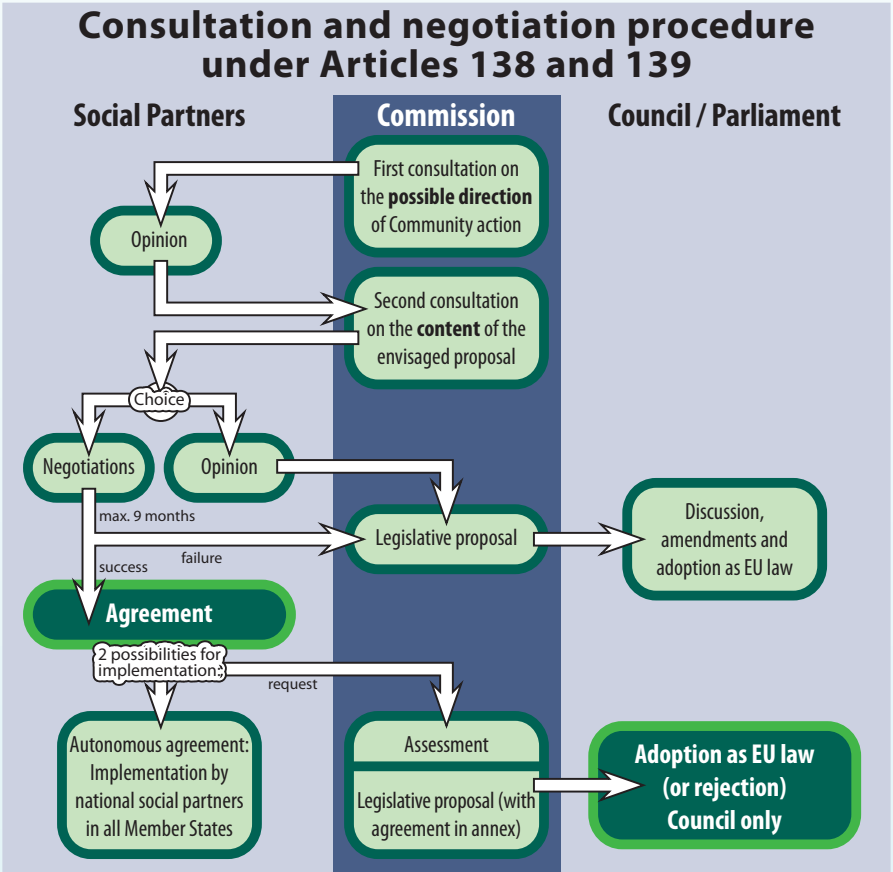 Consultation and negotiation procedure
under Articles 138 and 139
Social Partners
Commission
Council / Parliament
First consultation on
the possible direction
of Community action
Opinion
Second consultation
on the content of the
envisaged proposal
Choice
Negotiations
Opinion
max. 9 months
failure
success
Legislative proposal
Discussion,
amendments and
adoption as EU law
Agreement
2 possibilities for
implementation:
request
Autonomous agreement:
Implementation by
national social partners
in all Member States
Assessment
Legislative proposal (with
agreement in annex)
Adoption as EU law
(or rejection)
Council only